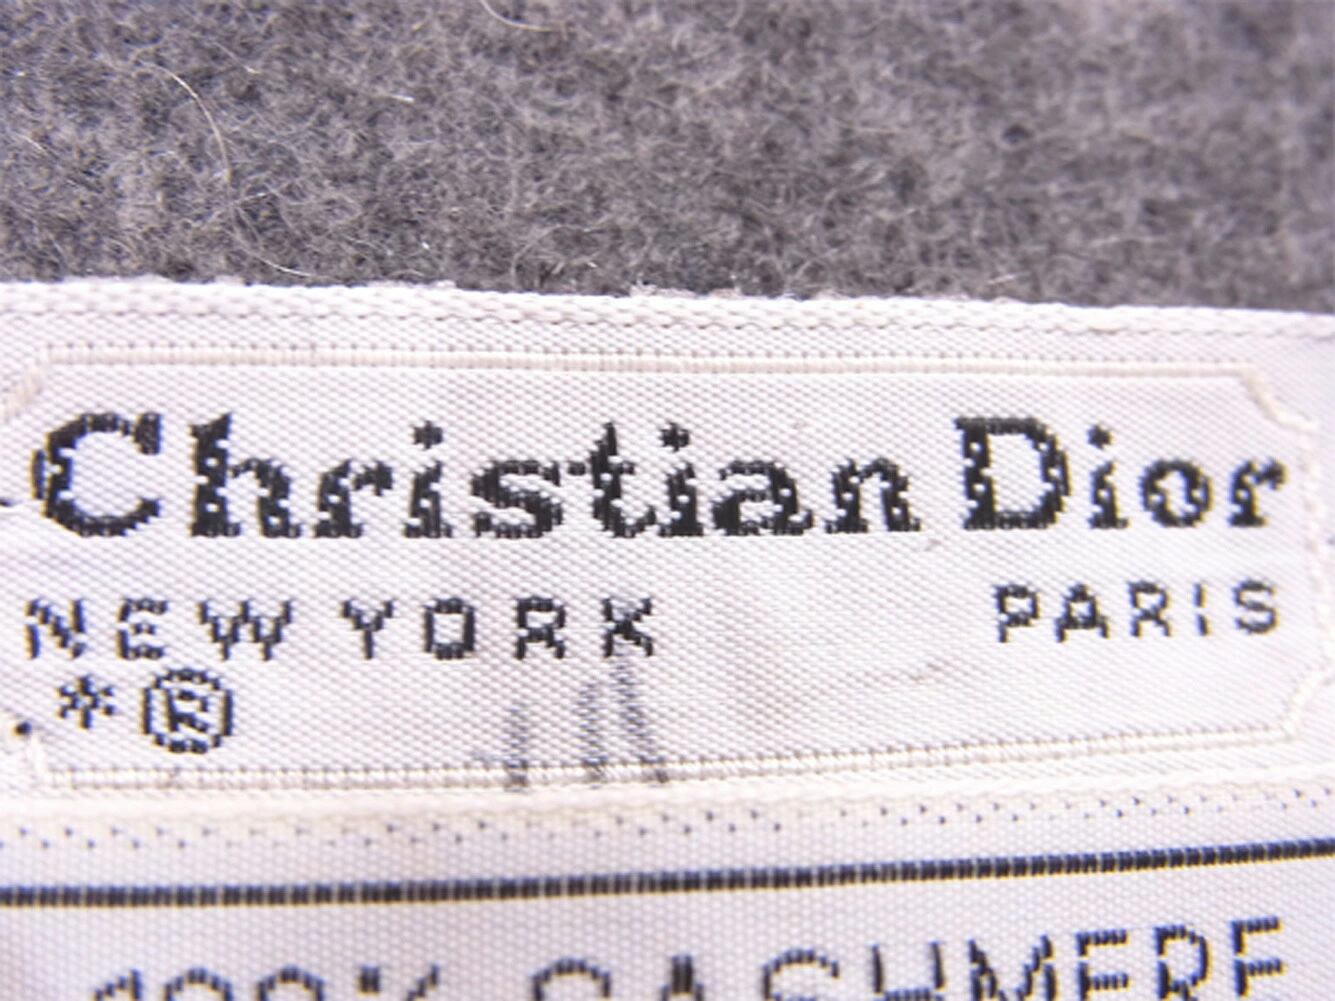 Christian Dior
NEW YORK PARIS
*®
100% CASHMERE